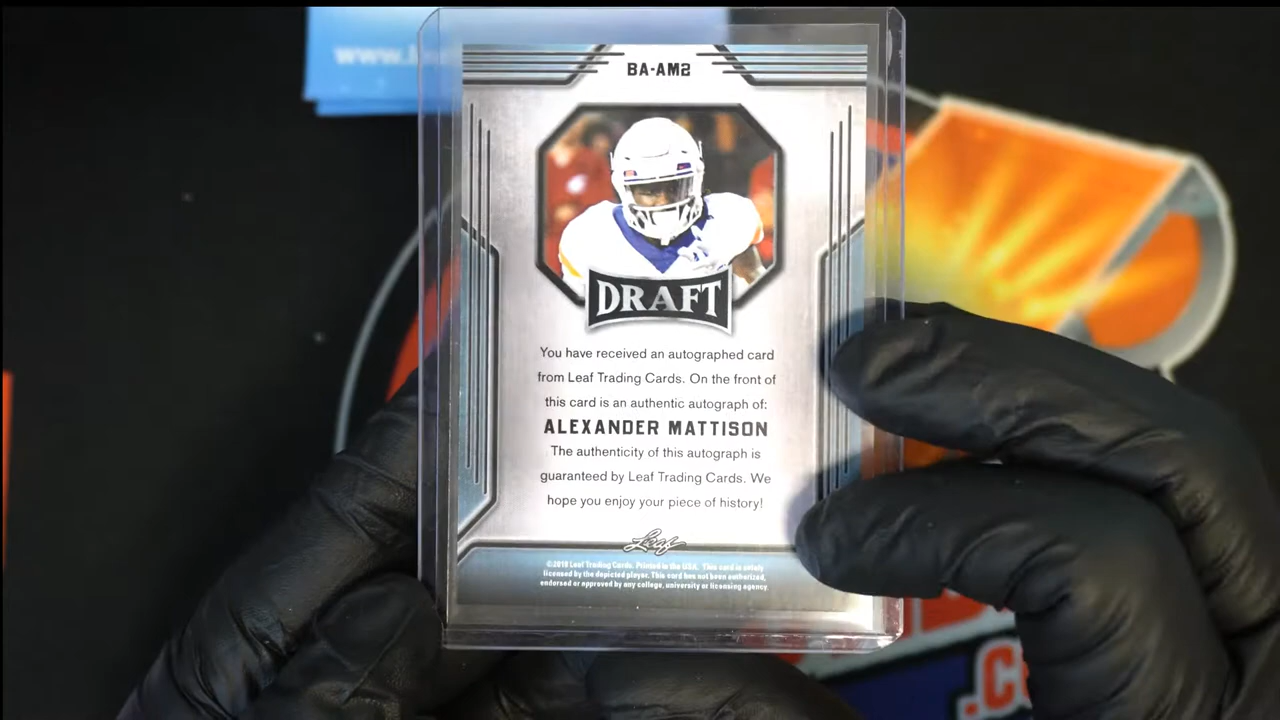 www.
BA-AM2
DRAFT
You have received an autographed card
from Leaf Trading Cards. On the front of
this card is an authentic autograph of:
ALEXANDER MATTISON
The authenticity of this autograph is
guaranteed by Leaf Trading Cards. We
hope you enjoy your piece of history!
Leaf
©2019 Leaf Trading Cards. Printed in the USA. This card is solely
licensed by the depicted player. This card has not been authorized,
endorsed or approved by any college, university or licensing agency.